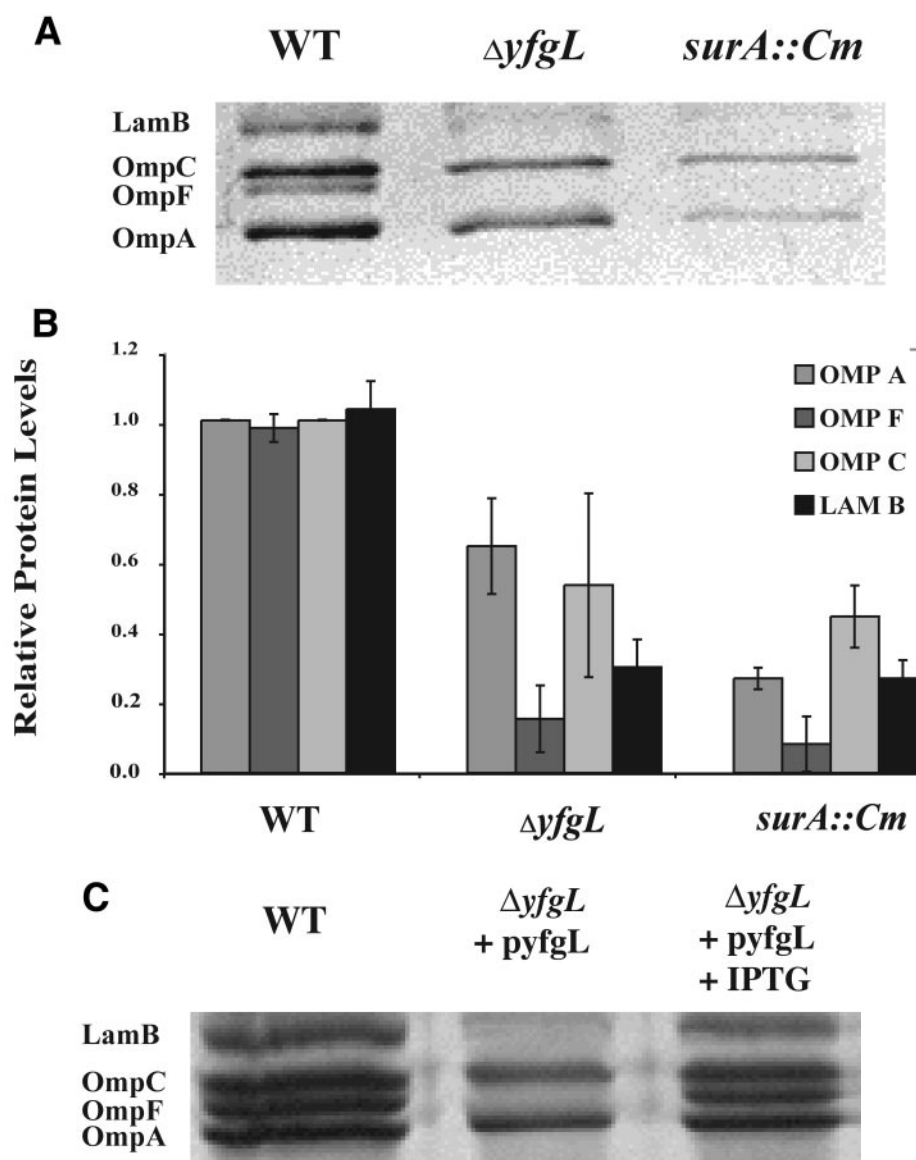 A
WT ΔyfgL surA::Cm
LamB
OmpC
OmpF
OmpA
B
Relative Protein Levels
1.2
1.0
0.8
0.6
0.4
0.2
0.0
OMP A
OMP F
OMP C
LAM B
WT ΔyfgL surA::Cm
C
WT
ΔyfgL
+ pyfgL
ΔyfgL
+ pyfgL
+ IPTG
LamB
OmpC
OmpF
OmpA